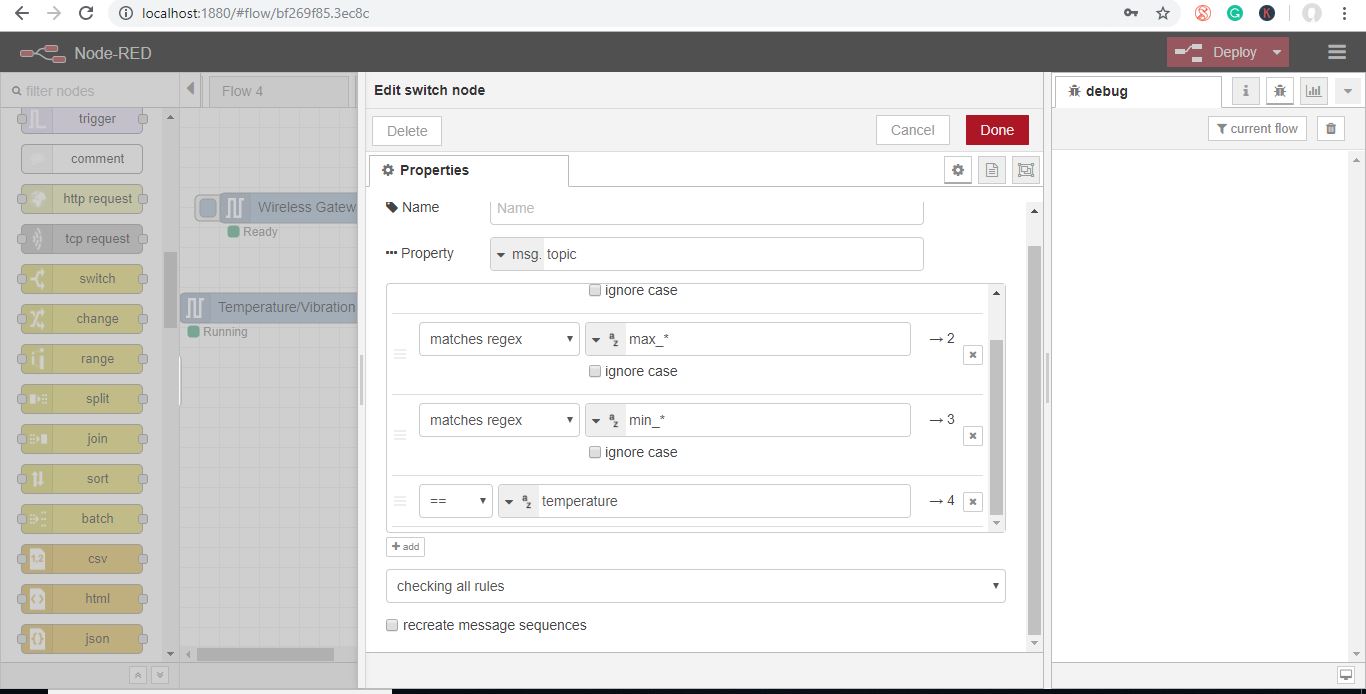 localhost:1880/#flow/bf269f85.3ec8c
Node-RED
Deploy
filter nodes
trigger
comment
http request
tcp request
switch
change
range
split
join
sort
batch
1,2 csv
html
json
Flow 4
Wireless Gatew
Ready
Temperature/Vibration
Running
Edit switch node
Delete
Cancel
Done
Properties
Name
Name
Property
msg. topic
ignore case
matches regex
a z
max_*
→ 2
ignore case
matches regex
a z
min_*
→ 3
ignore case
==
a z
temperature
→ 4
+ add
checking all rules
recreate message sequences
debug
i
current flow
K